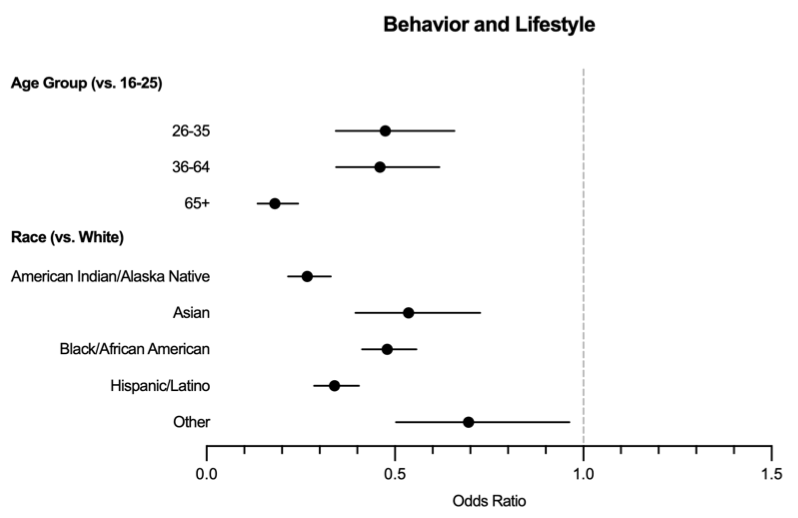 Behavior and Lifestyle
Age Group (vs. 16-25)
26-35
36-64
65+
Race (vs. White)
American Indian/Alaska Native
Asian
Black/African American
Hispanic/Latino
Other
0.0 0.5 1.0 1.5
Odds Ratio